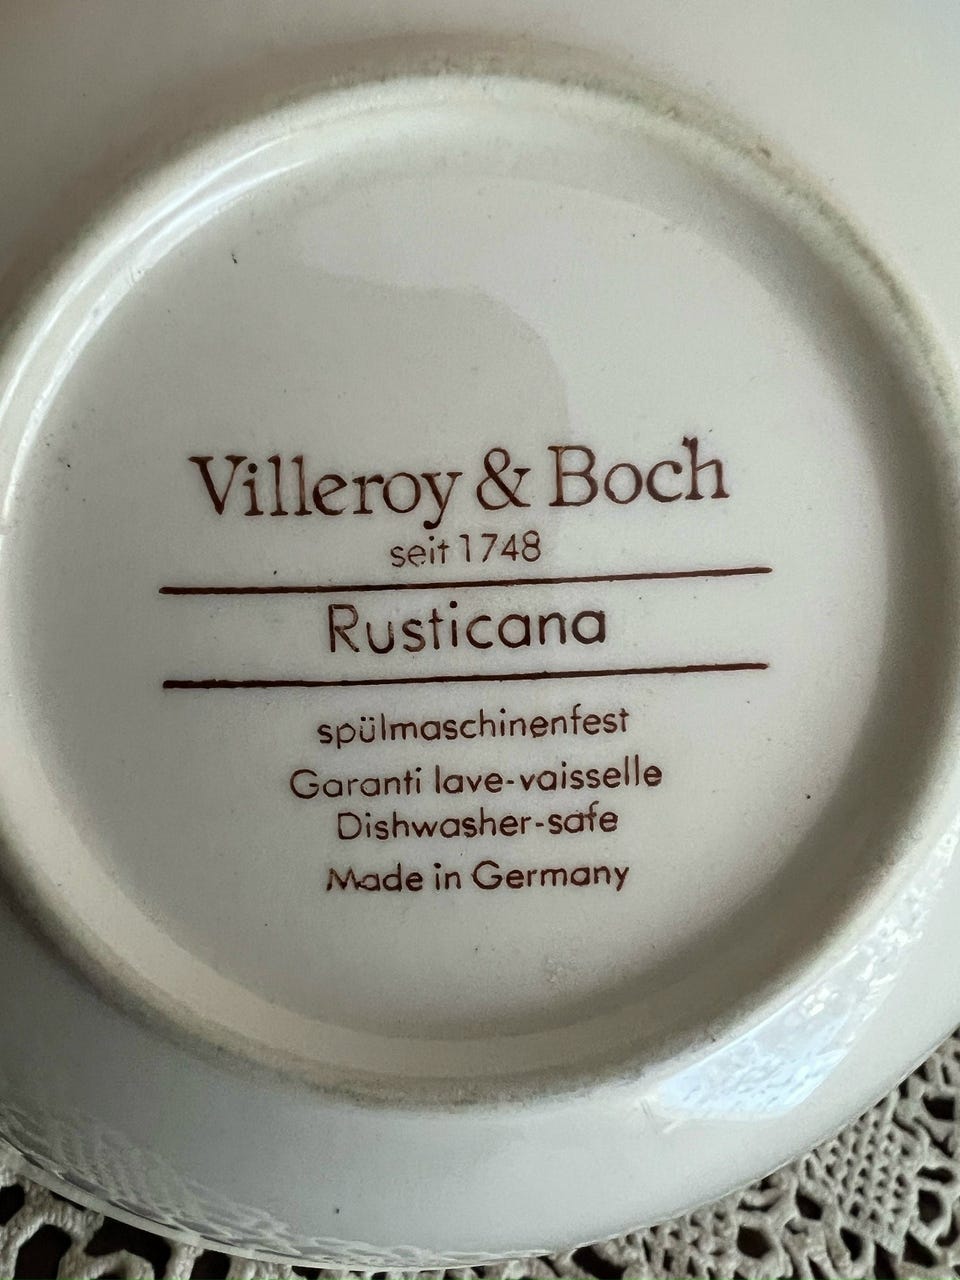 Villeroy & Boch
seit 1748
Rusticana
spülmaschinenfest
Garanti lave-vaisselle
Dishwasher-safe
Made in Germany